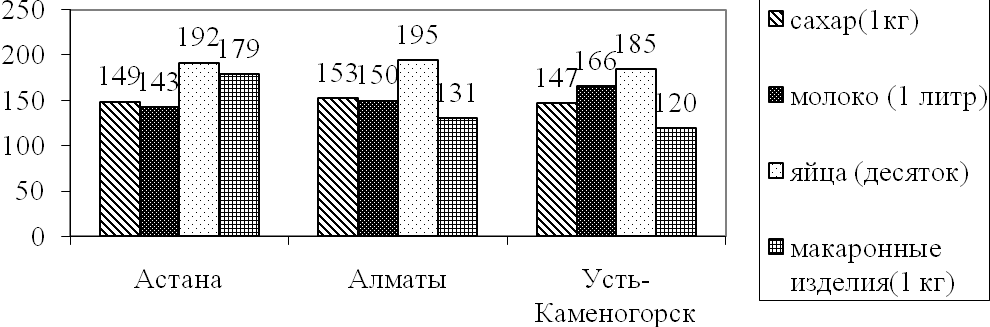 250
200
150
100
50
0
149
143
192
179
153
150
195
131
147
166
185
120
Астана
Алматы
Усть-
Каменогорск
сахар(1кг)
молоко (1 литр)
яйца (десяток)
макаронные
изделия(1 кг)